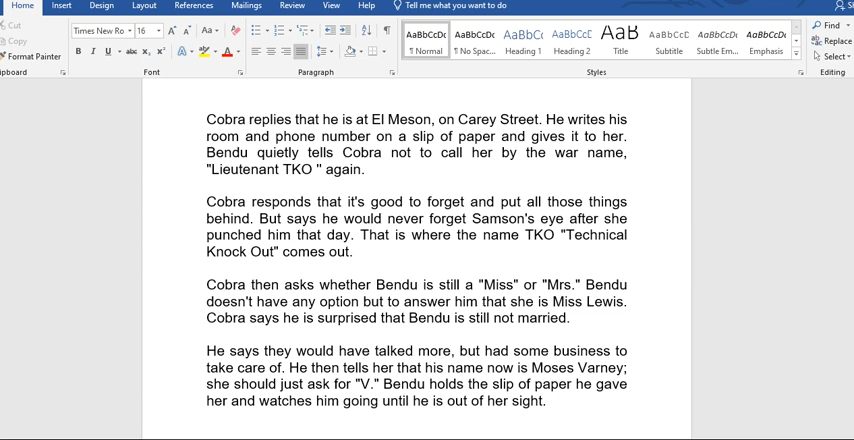 Home Insert Design Layout References Mailings Review View Help Tell me what you want to do
Cut Times New Ro 16 Aa AaBbCcDc AaBbCcDc AaBbCc AaBbCcC AaB AaBbCcC AaBbCcDc AaBbCcDc Find
Copy Replace
Format Painter B I U abc x₂ x² A A ¶ Normal ¶ No Spac... Heading 1 Heading 2 Title Subtitle Subtle Em... Emphasis Select
Font Paragraph Styles Editing
Cobra replies that he is at El Meson, on Carey Street. He writes his
room and phone number on a slip of paper and gives it to her.
Bendu quietly tells Cobra not to call her by the war name,
"Lieutenant TKO " again.
Cobra responds that it's good to forget and put all those things
behind. But says he would never forget Samson's eye after she
punched him that day. That is where the name TKO "Technical
Knock Out" comes out.
Cobra then asks whether Bendu is still a "Miss" or "Mrs." Bendu
doesn't have any option but to answer him that she is Miss Lewis.
Cobra says he is surprised that Bendu is still not married.
He says they would have talked more, but had some business to
take care of. He then tells her that his name now is Moses Varney;
she should just ask for "V." Bendu holds the slip of paper he gave
her and watches him going until he is out of her sight.